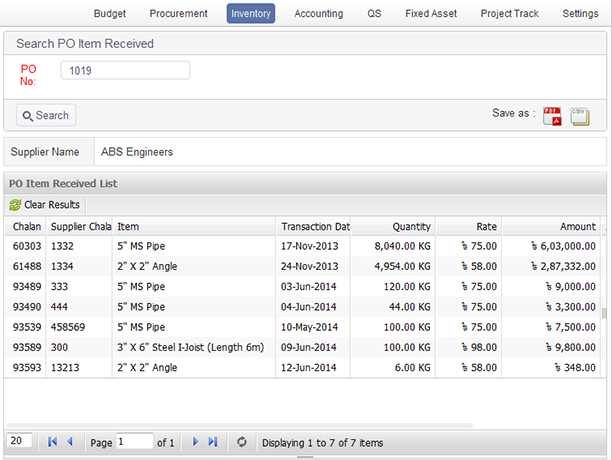 Budget Procurement Inventory Accounting QS Fixed Asset Project Track Settings
Search PO Item Received
PO No: 1019
Search Save as : PDF CSV
Supplier Name ABS Engineers
PO Item Received List
Clear Results
Chalan Supplier Chala Item Transaction Dat Quantity Rate Amount
60303 1332 5" MS Pipe 17-Nov-2013 8,040.00 KG ৳ 75.00 ৳ 6,03,000.00
61488 1334 2" X 2" Angle 24-Nov-2013 4,954.00 KG ৳ 58.00 ৳ 2,87,332.00
93489 333 5" MS Pipe 03-Jun-2014 120.00 KG ৳ 75.00 ৳ 9,000.00
93490 444 5" MS Pipe 04-Jun-2014 44.00 KG ৳ 75.00 ৳ 3,300.00
93539 458569 5" MS Pipe 10-May-2014 100.00 KG ৳ 75.00 ৳ 7,500.00
93589 300 3" X 6" Steel I-Joist (Length 6m) 09-Jun-2014 100.00 KG ৳ 98.00 ৳ 9,800.00
93593 13213 2" X 2" Angle 12-Jun-2014 6.00 KG ৳ 58.00 ৳ 348.00
20 Page 1 of 1 Displaying 1 to 7 of 7 items